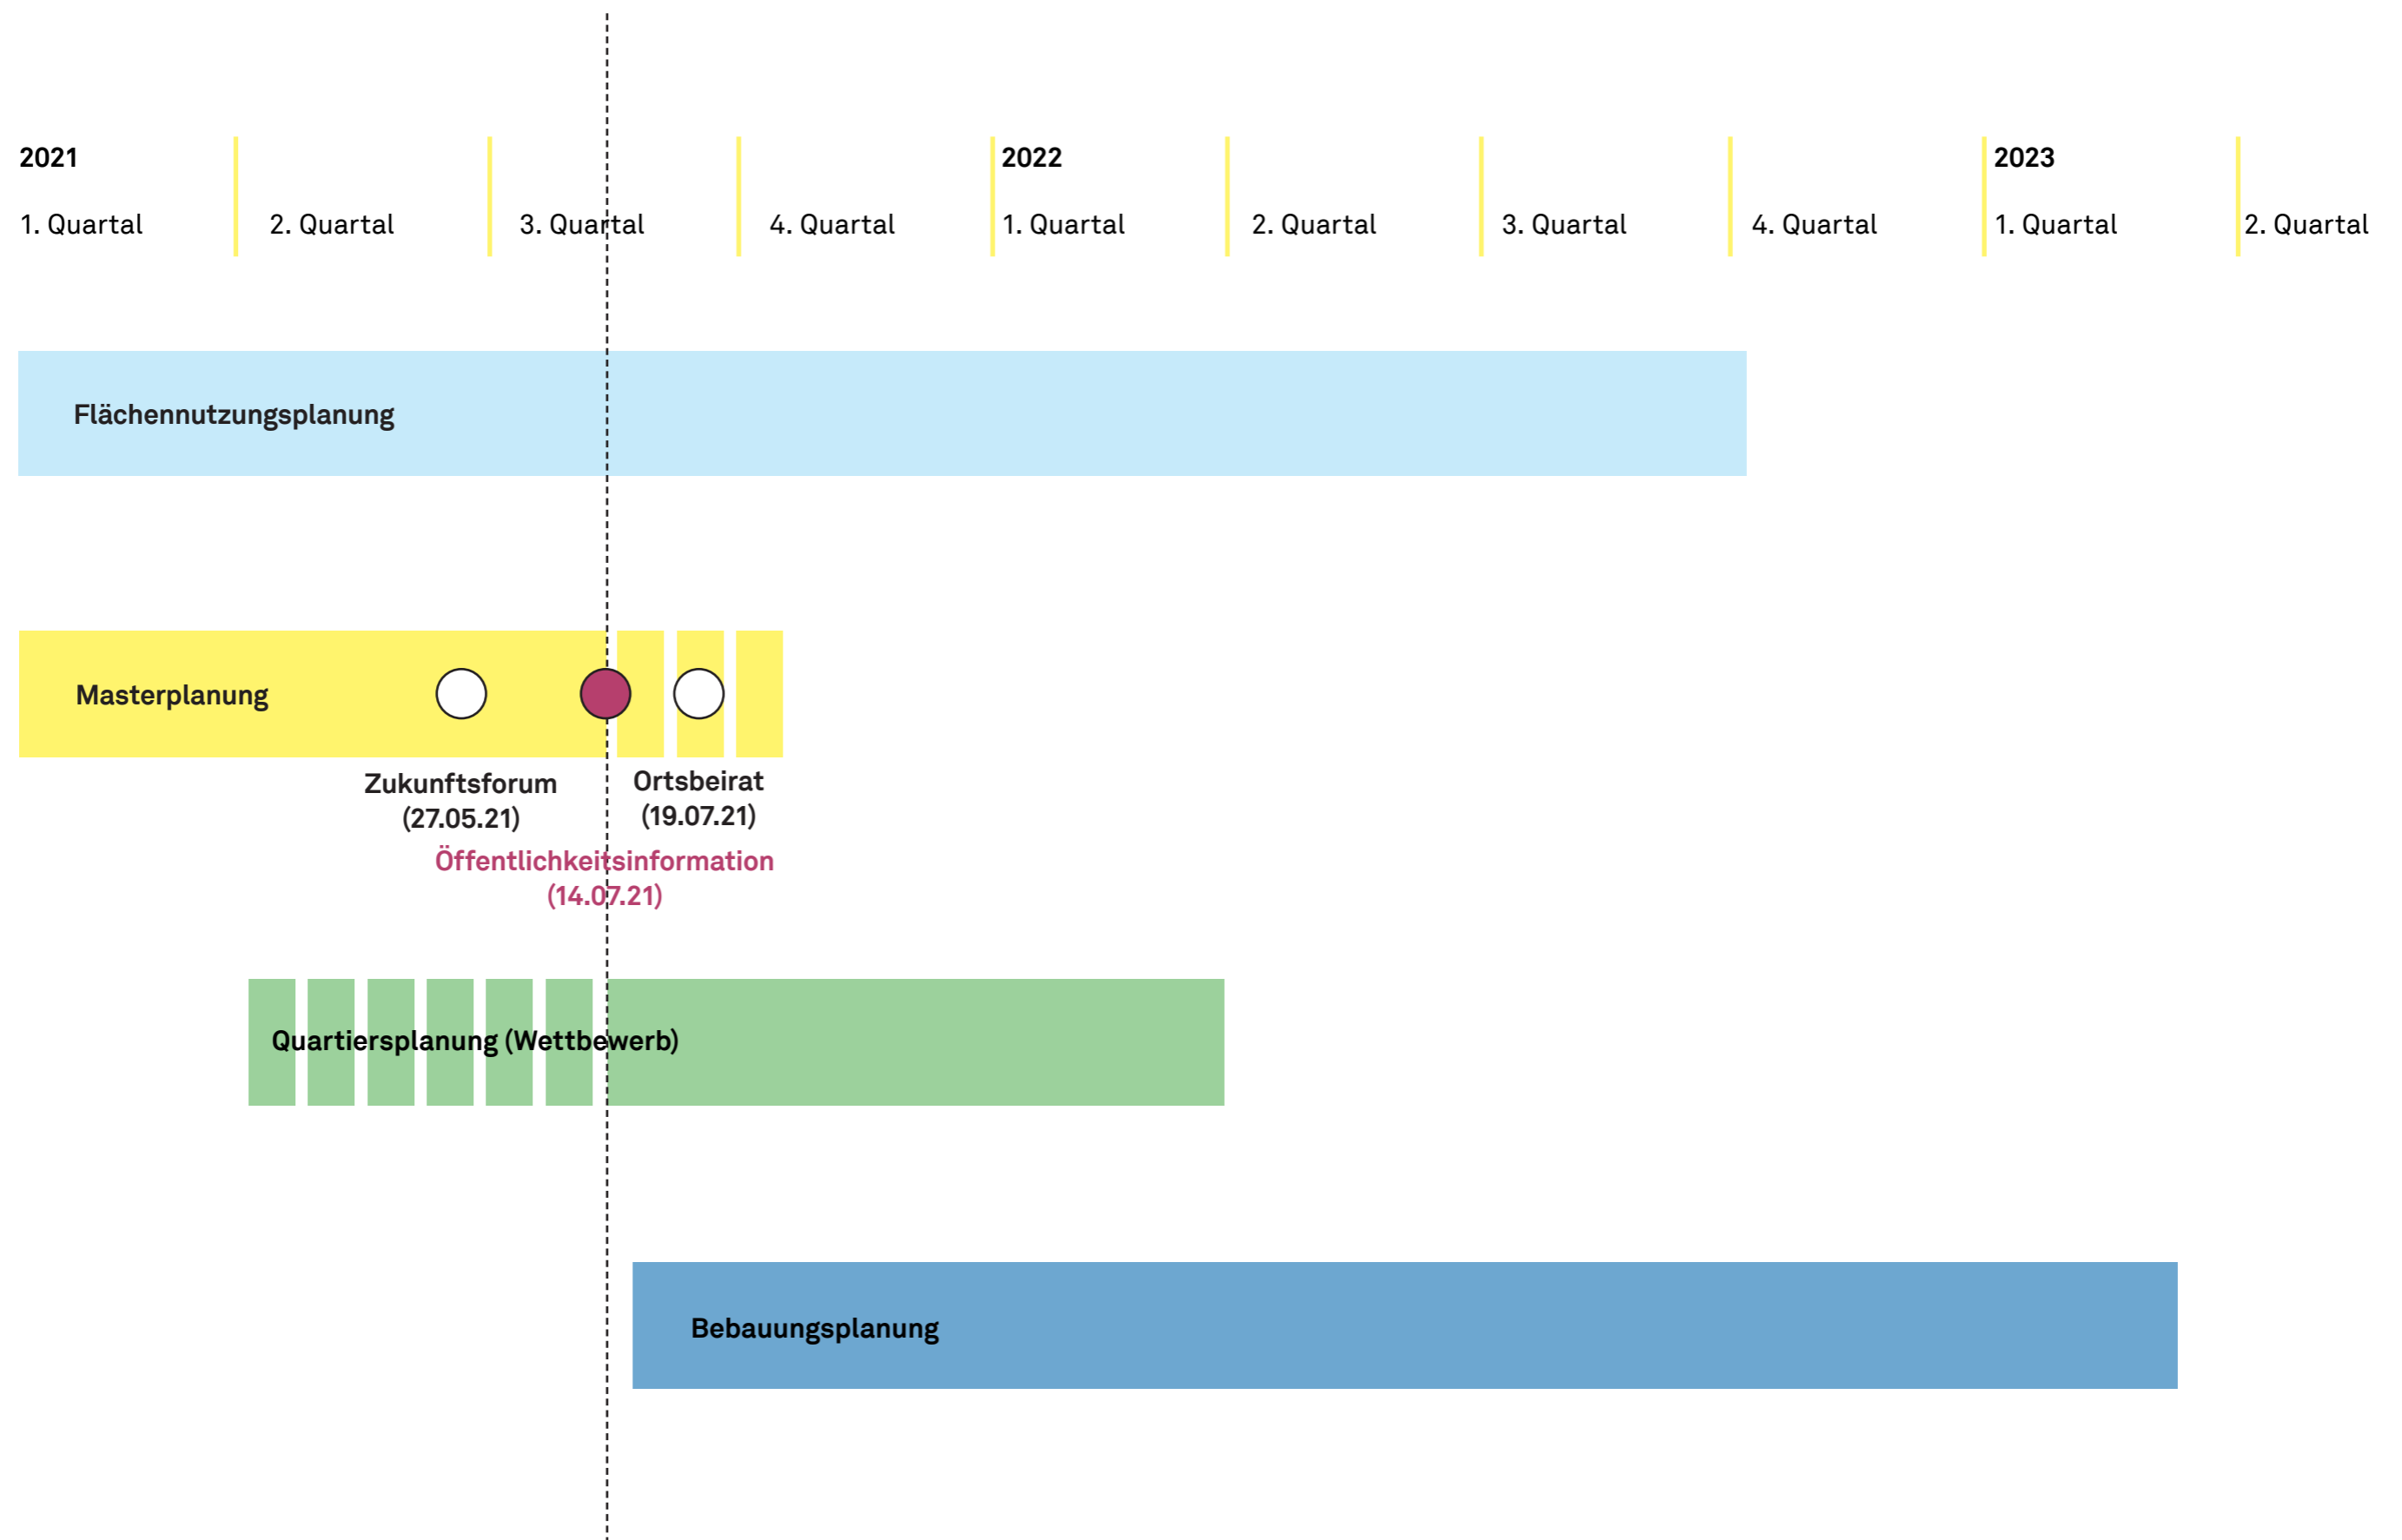 2021
2022
2023
1. Quartal
2. Quartal
3. Quartal
4. Quartal
1. Quartal
2. Quartal
3. Quartal
4. Quartal
1. Quartal
2. Quartal
Flächennutzungsplanung
Masterplanung
Zukunftsforum
(27.05.21)
Ortsbeirat
(19.07.21)
Öffentlichkeitsinformation
(14.07.21)
Quartiersplanung (Wettbewerb)
Bebauungsplanung